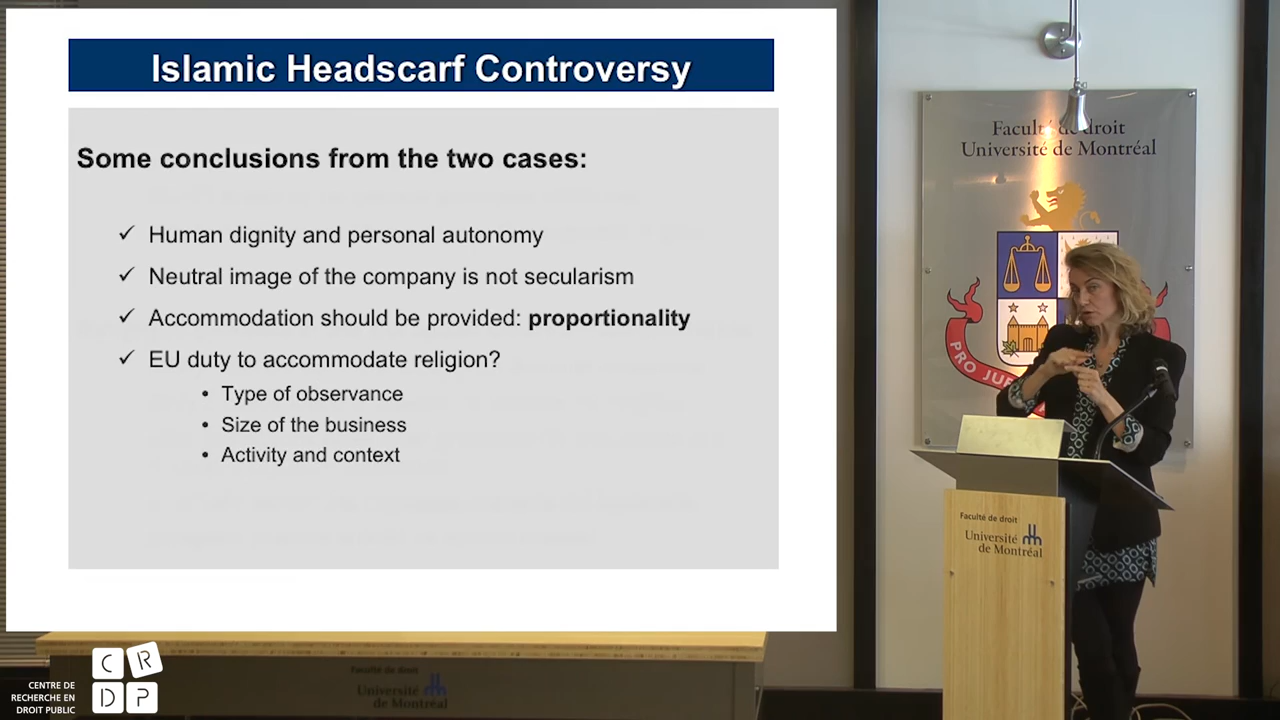 Islamic Headscarf Controversy
Some conclusions from the two cases:
✓ Human dignity and personal autonomy
✓ Neutral image of the company is not secularism
✓ Accommodation should be provided: proportionality
✓ EU duty to accommodate religion?
• Type of observance
• Size of the business
• Activity and context
Faculté de droit
Université de Montréal
PRO JU
Faculté de droit
Université
de Montréal
Faculté de droit
Université
de Montréal
C R
D P
CENTRE DE
RECHERCHE EN
DROIT PUBLIC